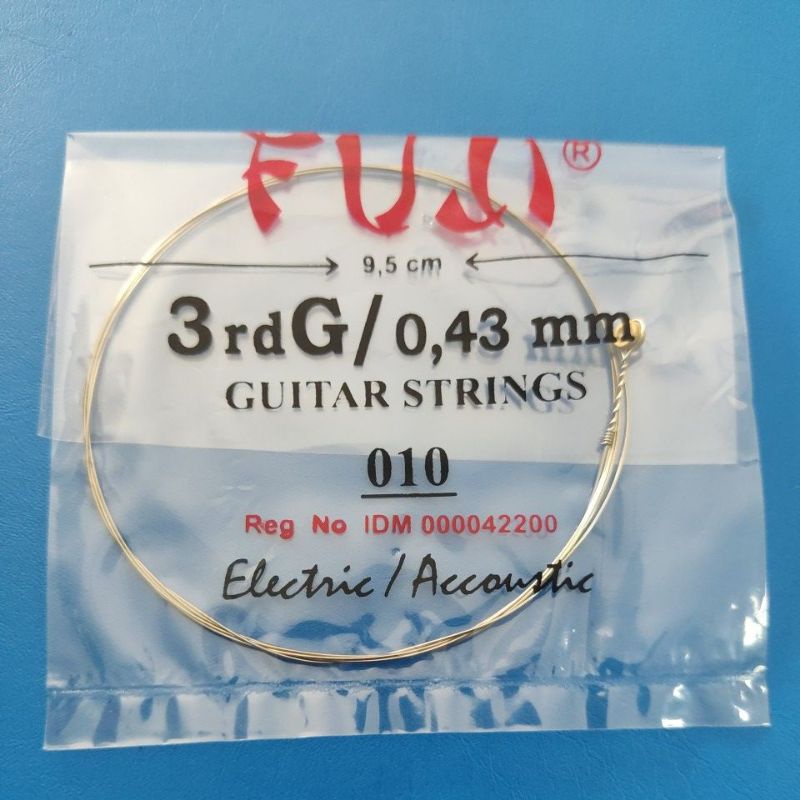 FUJI ®
9,5 cm
3rdG/0,43 mm
GUITAR STRINGS
010
Reg No IDM 000042200
Electric/Accoustic